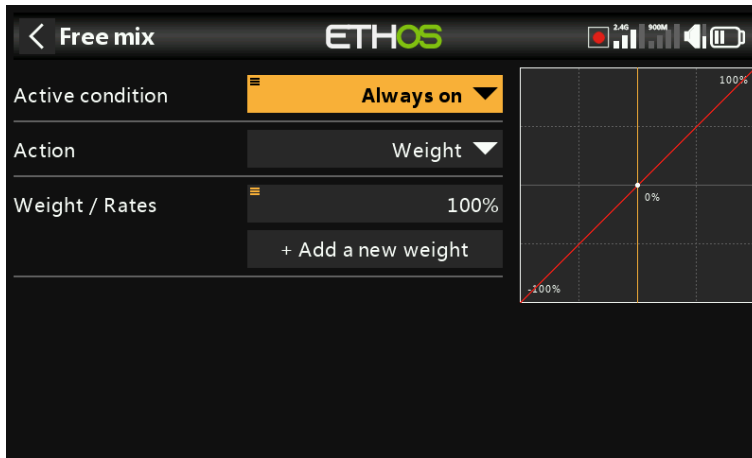 Free mix
ETHOS
2.4G
900M
Active condition
Always on
Action
Weight
Weight / Rates
100%
+ Add a new weight
100%
0%
-100%